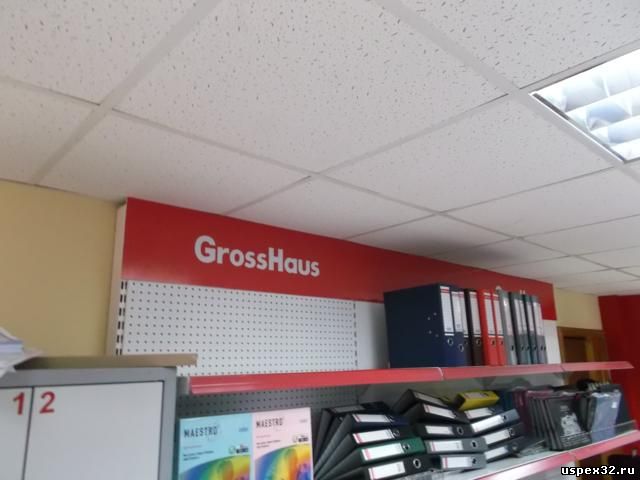 GrossHaus
1 2
MAESTRO
MAESTRO
uspex32.ru